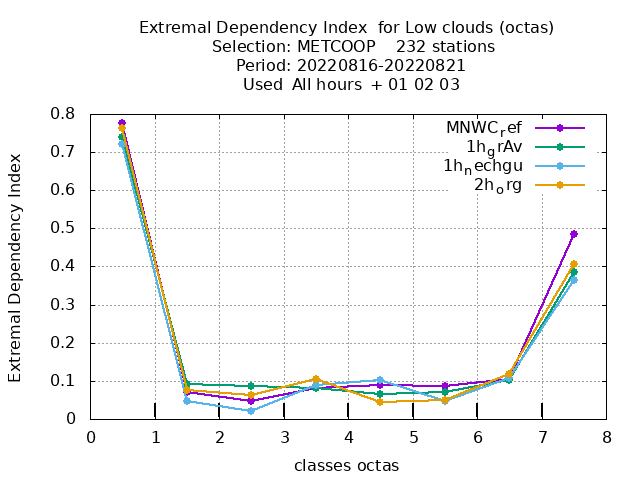 Extremal Dependency Index  for Low clouds (octas)
Selection: METCOOP    232 stations
Period: 20220816-20220821
Used  All hours  + 01 02 03
MNWC_ref
1h_grAv
1h_nechgu
2h_org
Extremal Dependency Index
0.8
0.7
0.6
0.5
0.4
0.3
0.2
0.1
0
0 1 2 3 4 5 6 7 8
classes octas